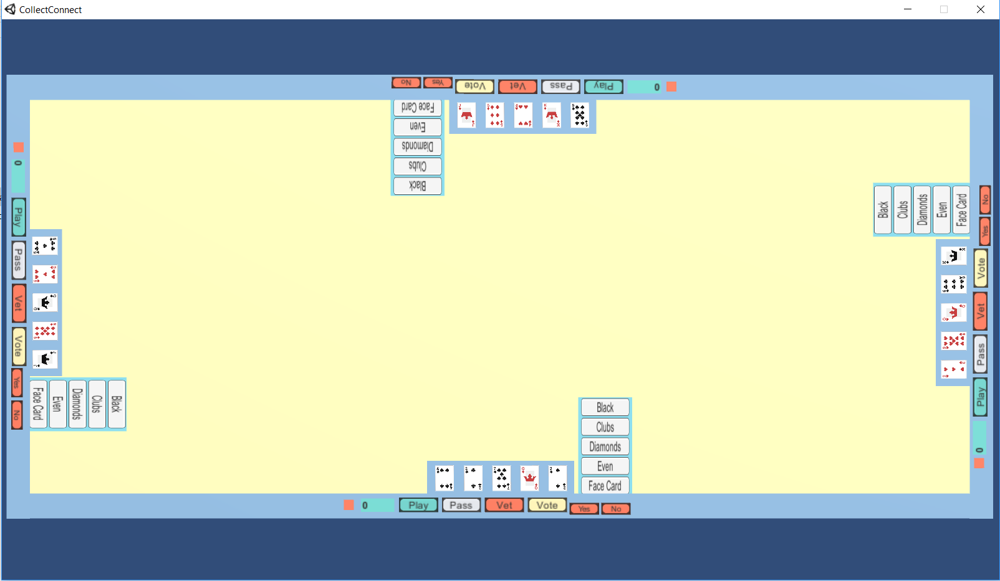 CollectConnect
No Yes Vote Vet Pass Play 0
Face Card
Even
Diamonds
Clubs
Black
0
Play
Pass
Vet
Vote
Yes
No
Face Card
Even
Diamonds
Clubs
Black
Black
Clubs
Diamonds
Even
Face Card
No
Yes
Vote
Vet
Pass
Play
0
Black
Clubs
Diamonds
Even
Face Card
0 Play Pass Vet Vote Yes No